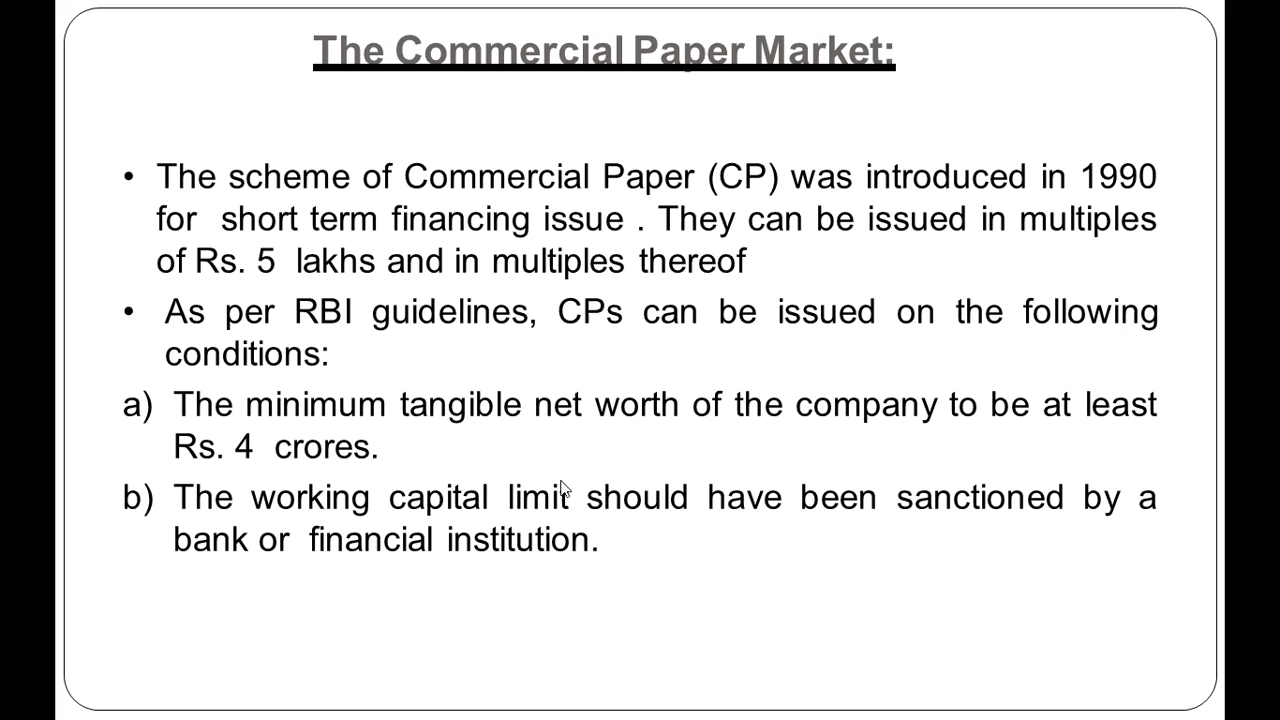 The Commercial Paper Market:
• The scheme of Commercial Paper (CP) was introduced in 1990
for short term financing issue . They can be issued in multiples
of Rs. 5 lakhs and in multiples thereof
• As per RBI guidelines, CPs can be issued on the following
conditions:
a) The minimum tangible net worth of the company to be at least
Rs. 4 crores.
b) The working capital limit should have been sanctioned by a
bank or financial institution.